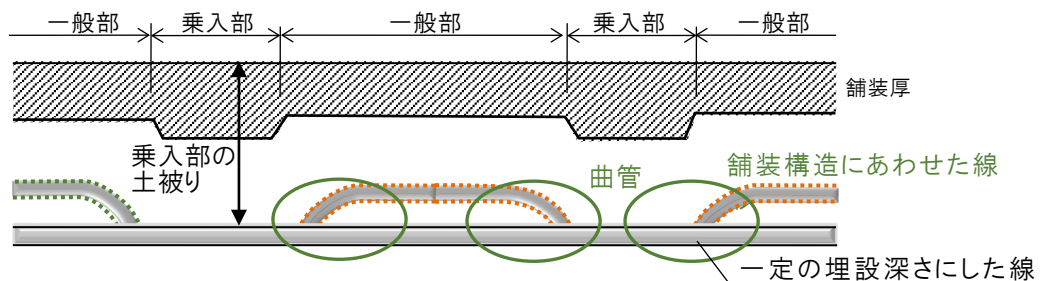 一般部
乗入部
一般部
乗入部
一般部
舗装厚
乗入部の
土被り
曲管
舗装構造にあわせた線
一定の埋設深さにした線